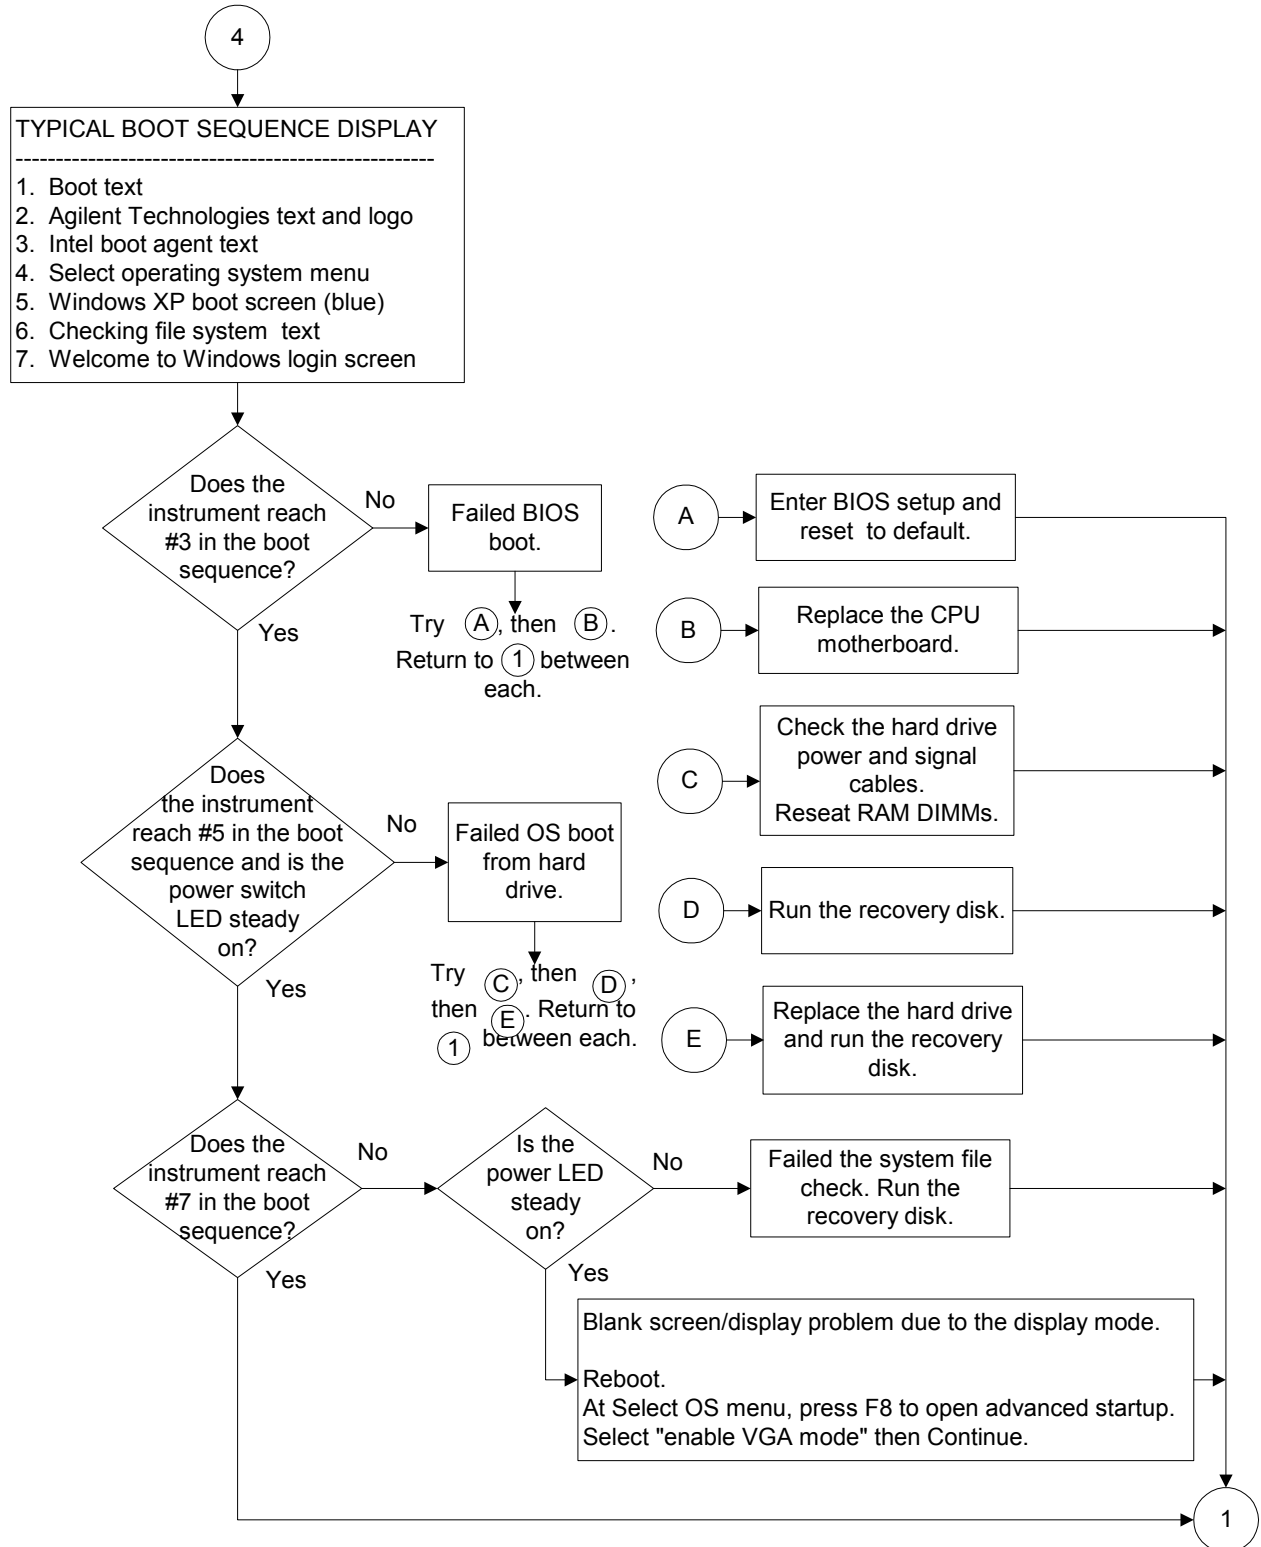 4
TYPICAL BOOT SEQUENCE DISPLAY
----------------------------------------------------
1. Boot text
2. Agilent Technologies text and logo
3. Intel boot agent text
4. Select operating system menu
5. Windows XP boot screen (blue)
6. Checking file system text
7. Welcome to Windows login screen
Does the
instrument reach
#3 in the boot
sequence?
No
Yes
Failed BIOS
boot.
Try A, then B.
Return to 1 between
each.
A
Enter BIOS setup and
reset to default.
B
Replace the CPU
motherboard.
C
Check the hard drive
power and signal
cables.
Reseat RAM DIMMs.
Does
the instrument
reach #5 in the boot
sequence and is the
power switch
LED steady
on?
No
Yes
Failed OS boot
from hard
drive.
Try C, then D,
then E. Return to
1 between each.
D
Run the recovery disk.
E
Replace the hard drive
and run the recovery
disk.
Does the
instrument reach
#7 in the boot
sequence?
No
Yes
Is the
power LED
steady
on?
No
Yes
Failed the system file
check. Run the
recovery disk.
Blank screen/display problem due to the display mode.
Reboot.
At Select OS menu, press F8 to open advanced startup.
Select "enable VGA mode" then Continue.
1